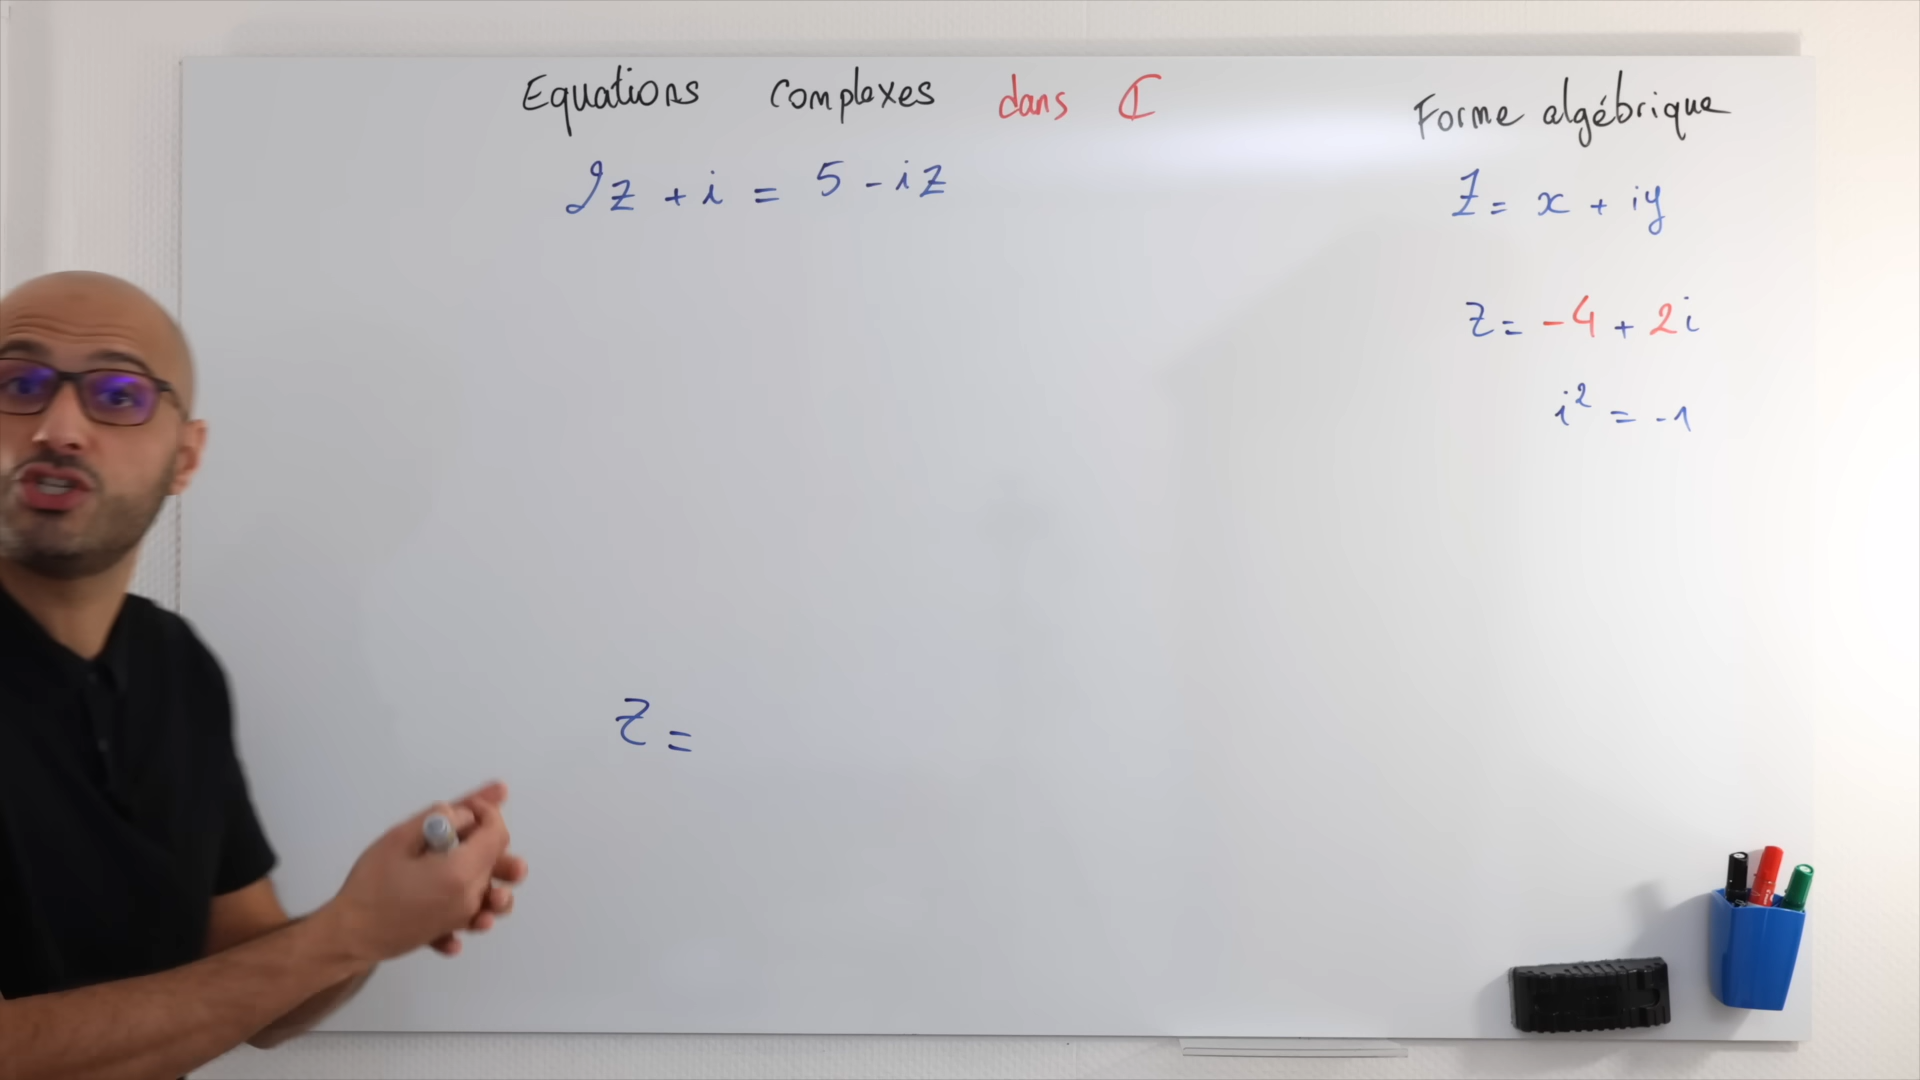 Equations complexes dans ℂ
2z + i = 5 - iz
z =
Forme algébrique
Z = x + iy
z = -4 + 2i
i² = -1